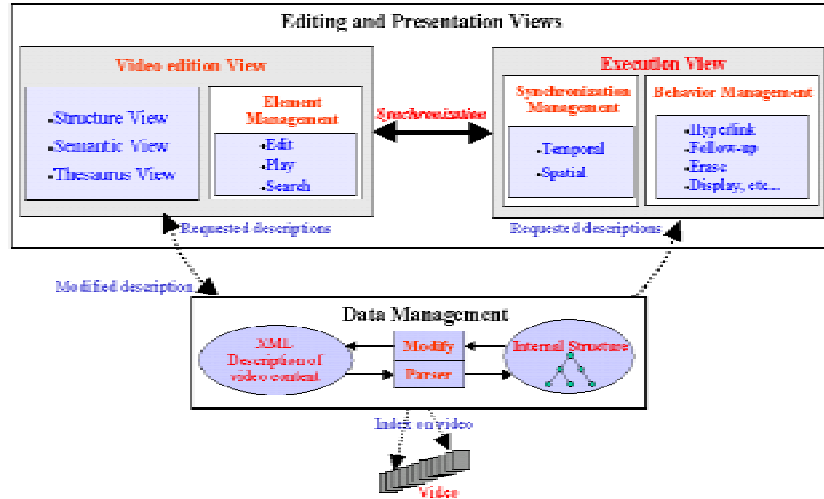 Editing and Presentation Views
Video edition View
Structure View
Semantic View
Thesaurus View
Element
Management
Edit
Play
Search
Synchronization
Execution View
Synchronization
Management
Temporal
Spatial
Behavior Management
Hyperlink
Follow-up
Erase
Display, etc...
Requested descriptions
Requested descriptions
Modified description
Data Management
XML
Description of
video content
Modify
Parser
Internal Structure
Index on video
Video